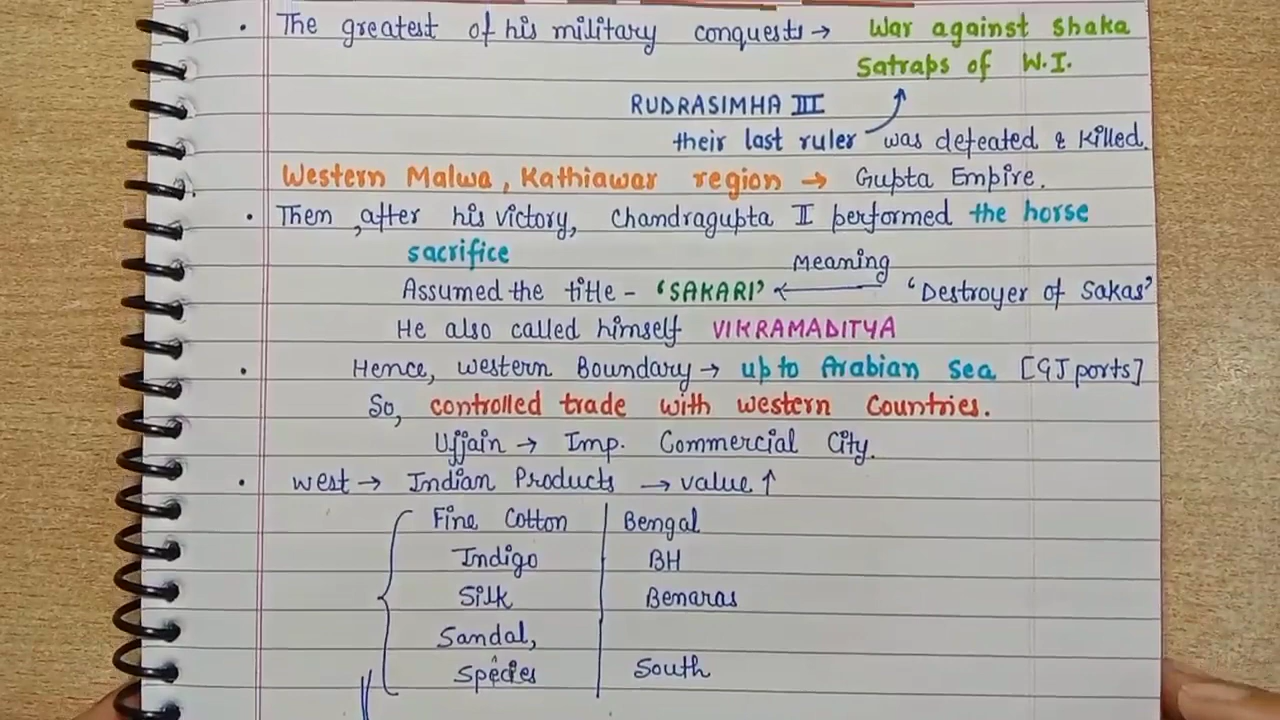 • The greatest of his military conquests → War against Shaka
Satraps of W.I.
RUDRASIMHA III
their last ruler was defeated & killed.
Western Malwa, Kathiawar region → Gupta Empire.
• Them, after his victory, Chandragupta II performed the horse
sacrifice
Meaning
Assumed the title - 'SAKARI' ← 'Destroyer of Sakas'
He also called himself VIKRAMADITYA
• Hence, western Boundary → upto Arabian Sea [GJ ports]
So, controlled trade with western Countries.
Ujjain → Imp. Commercial City.
• west → Indian Products → value ↑
Fine Cotton | Bengal
Indigo | BH
Silk | Benaras
Sandal,
Species | South